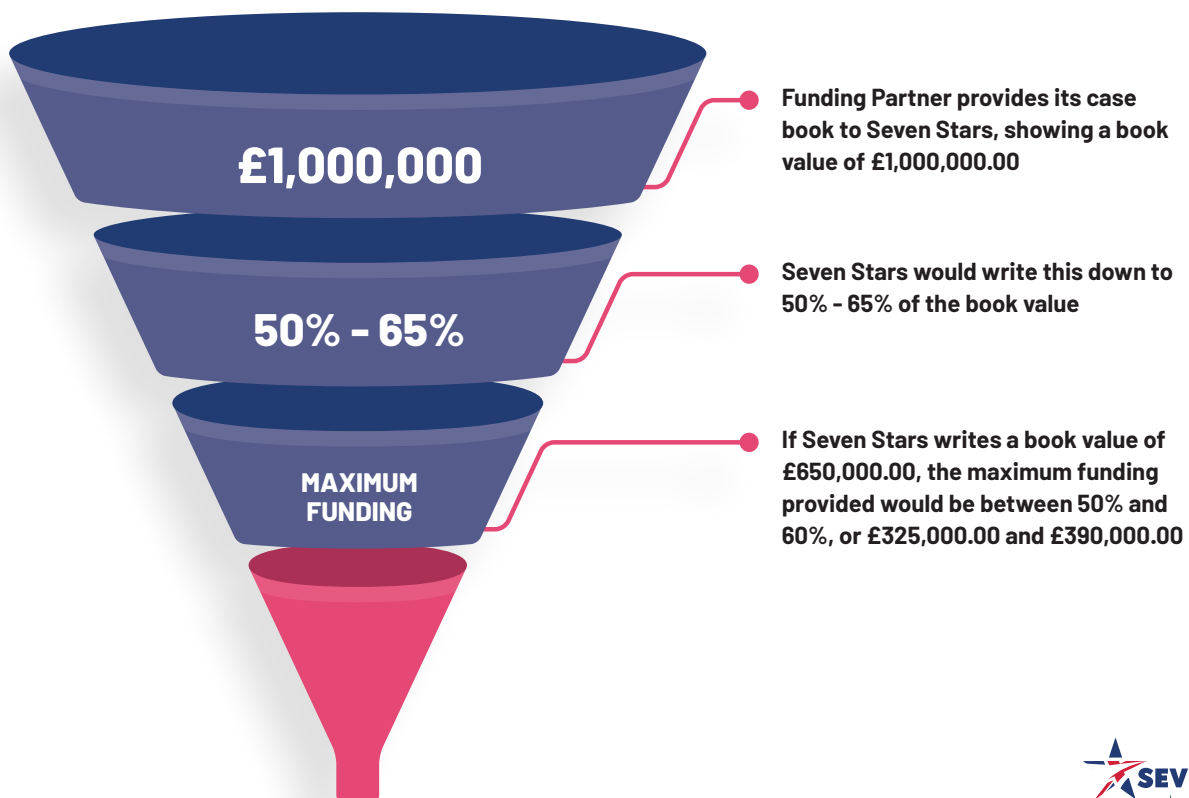 £1,000,000
Funding Partner provides its case
book to Seven Stars, showing a book
value of £1,000,000.00
50% - 65%
Seven Stars would write this down to
50% - 65% of the book value
MAXIMUM
FUNDING
If Seven Stars writes a book value of
£650,000.00, the maximum funding
provided would be between 50% and
60%, or £325,000.00 and £390,000.00
SEV